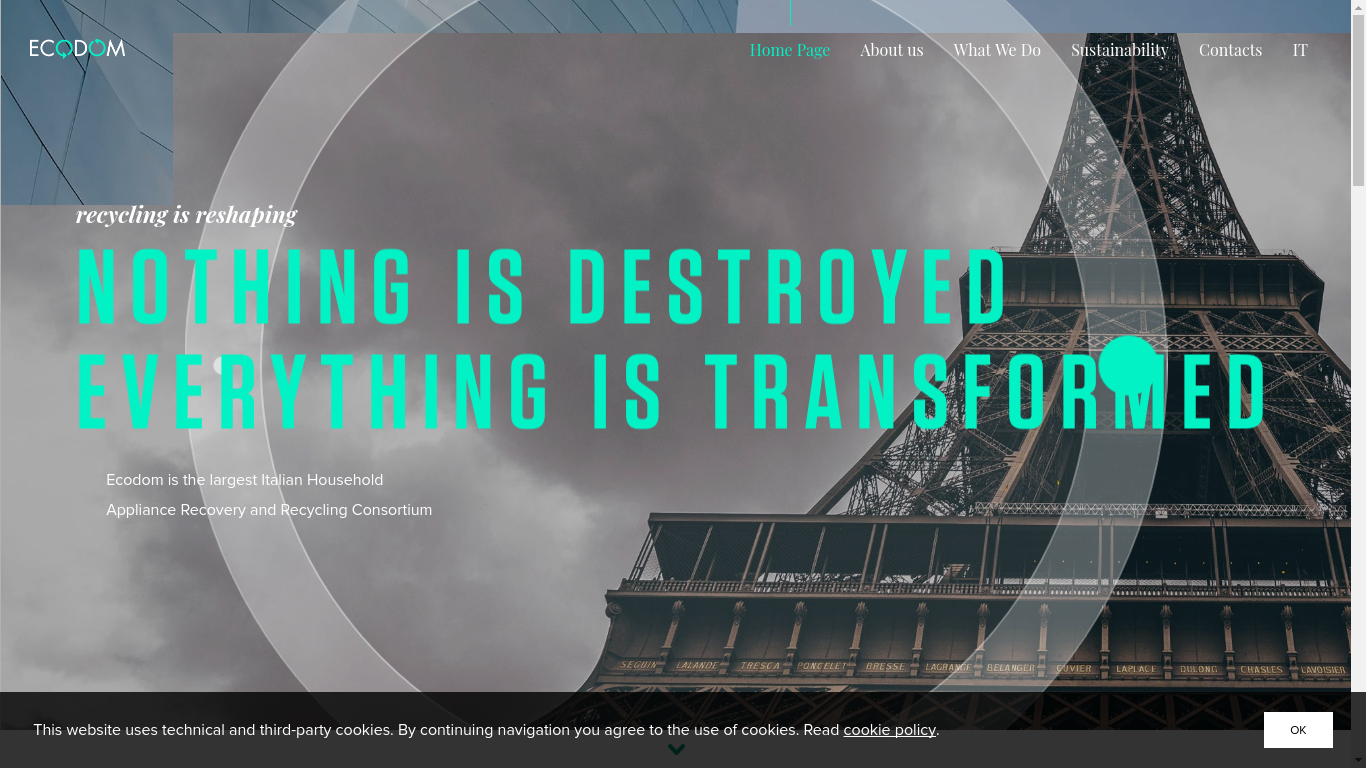 ECODOM
Home Page About us What We Do Sustainability Contacts IT
recycling is reshaping
NOTHING IS DESTROYED
EVERYTHING IS TRANSFORMED
Ecodom is the largest Italian Household
Appliance Recovery and Recycling Consortium
SEGUIN LALANDE TRESCA PONCELET BRESSE LAGRANGE BELANGER CUVIER LAPLACE DULONG CHASLES LAVOISIER
This website uses technical and third-party cookies. By continuing navigation you agree to the use of cookies. Read cookie policy. OK